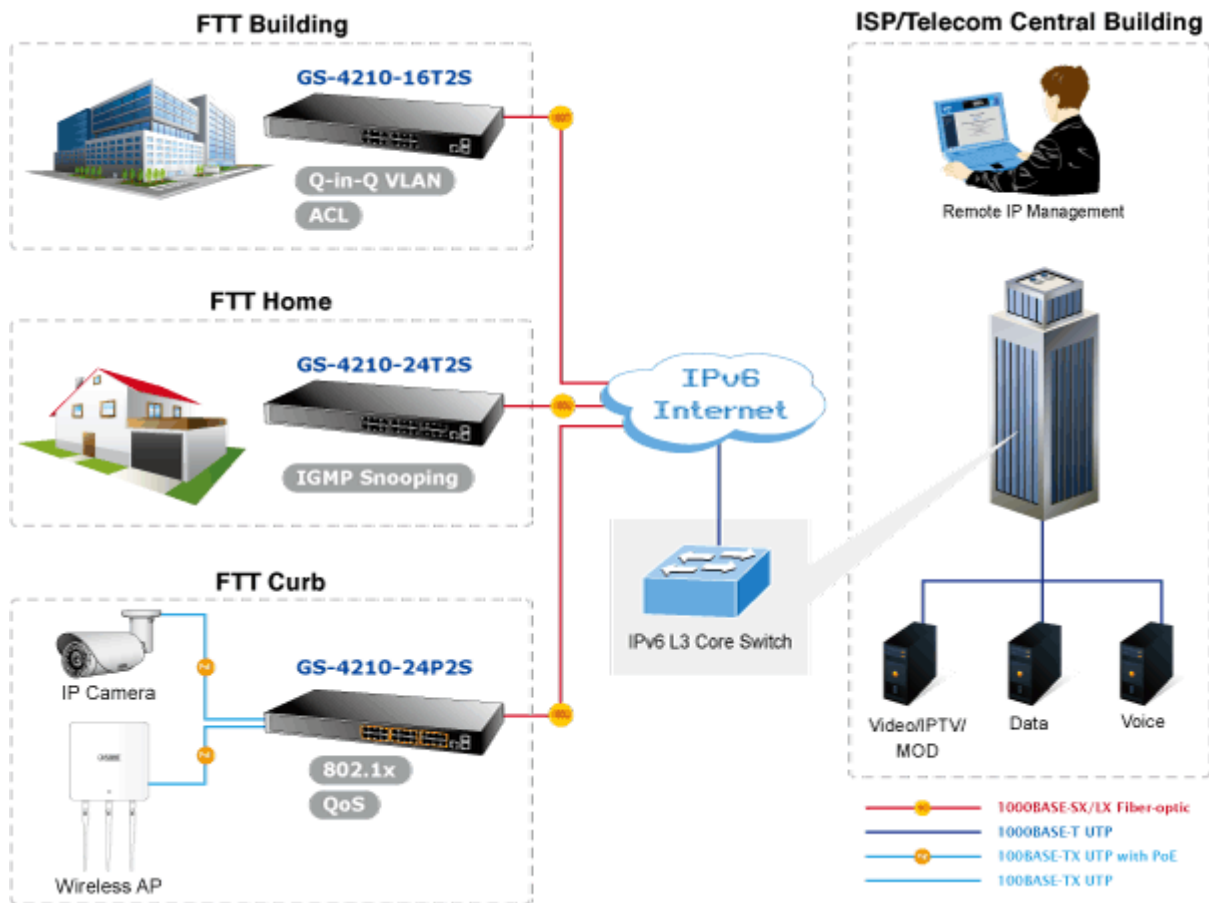 FTT Building
GS-4210-16T2S
Q-in-Q VLAN
ACL
FTT Home
GS-4210-24T2S
IGMP Snooping
FTT Curb
IP Camera
GS-4210-24P2S
802.1x
QoS
Wireless AP
IPv6
Internet
IPv6 L3 Core Switch
ISP/Telecom Central Building
Remote IP Management
Video/IPTV/
MOD
Data
Voice
1000BASE-SX/LX Fiber-optic
1000BASE-T UTP
100BASE-TX UTP with PoE
100BASE-TX UTP